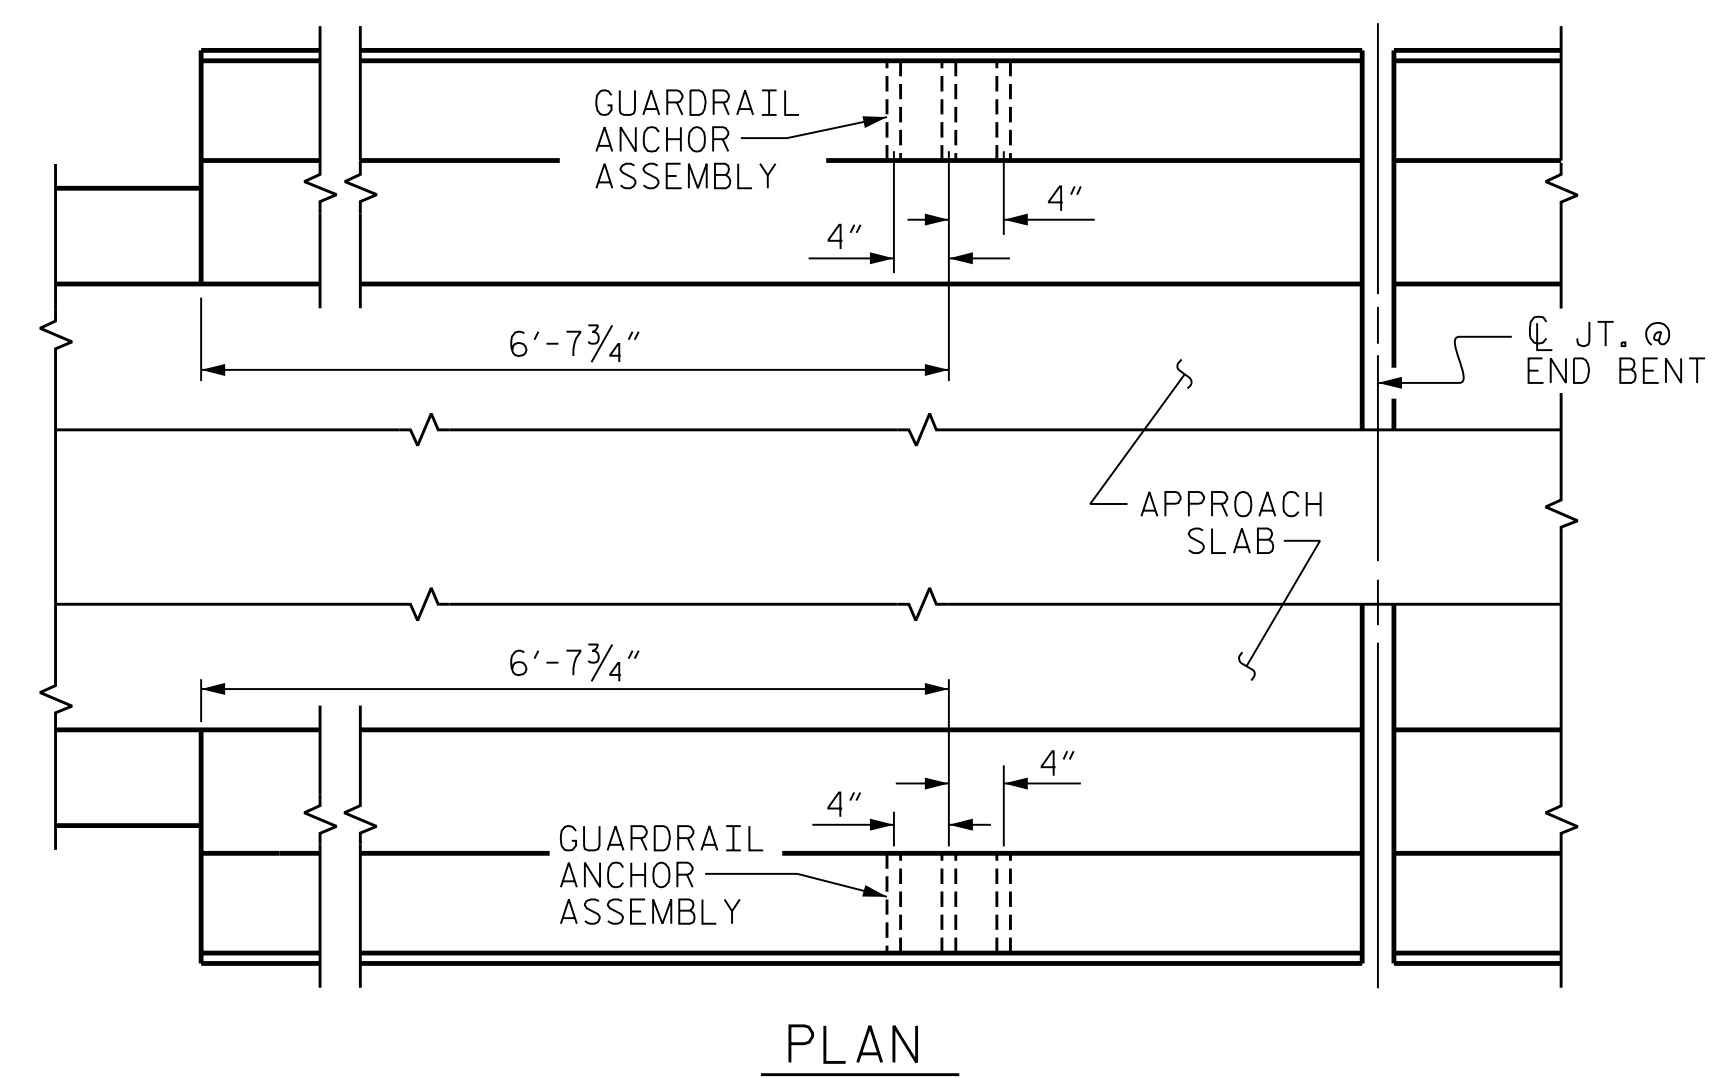 GUARDRAIL
ANCHOR
ASSEMBLY
4"
4"
6'-7¾"
℄ JT. @
END BENT
APPROACH
SLAB
6'-7¾"
4"
4"
GUARDRAIL
ANCHOR
ASSEMBLY
PLAN